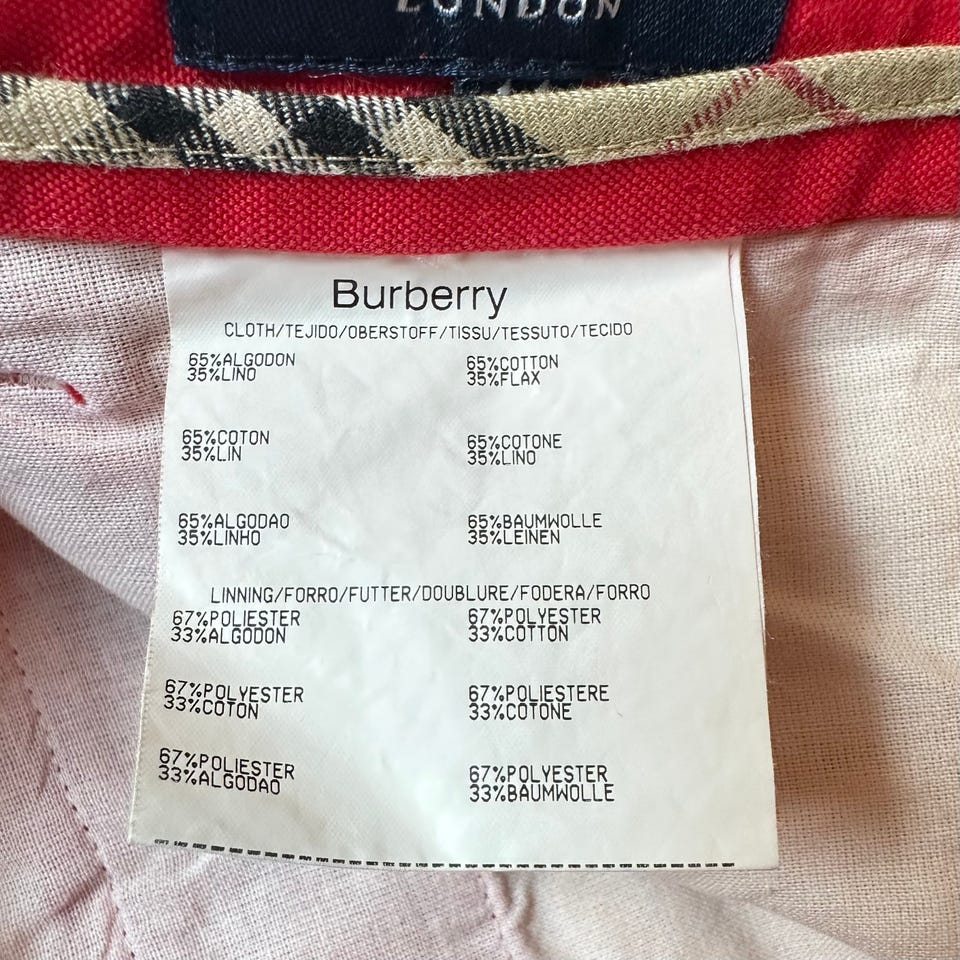 LONDON
Burberry
CLOTH/TEJIDO/OBERSTOFF/TISSU/TESSUTO/TECIDO
65%ALGODON 65%COTTON
35%LINO 35%FLAX
65%COTON 65%COTONE
35%LIN 35%LINO
65%ALGODAO 65%BAUMWOLLE
35%LINHO 35%LEINEN
LINNING/FORRO/FUTTER/DOUBLURE/FODERA/FORRO
67%POLIESTER 67%POLYESTER
33%ALGODON 33%COTTON
67%POLYESTER 67%POLIESTERE
33%COTON 33%COTONE
67%POLIESTER 67%POLYESTER
33%ALGODAO 33%BAUMWOLLE